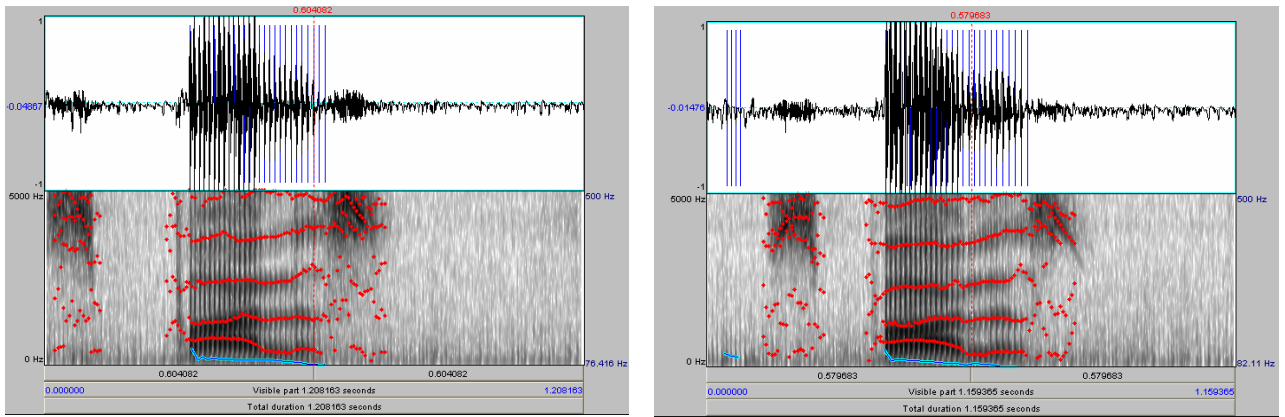 0.604082
1
-0.04867
-1
5000 Hz
500 Hz
0 Hz
76.416 Hz
0.604082
0.604082
0.000000
Visible part 1.208163 seconds
1.208163
Total duration 1.208163 seconds
0.579683
1
-0.01476
-1
5000 Hz
500 Hz
0 Hz
82.11 Hz
0.579683
0.579683
0.000000
Visible part 1.159365 seconds
1.159365
Total duration 1.159365 seconds